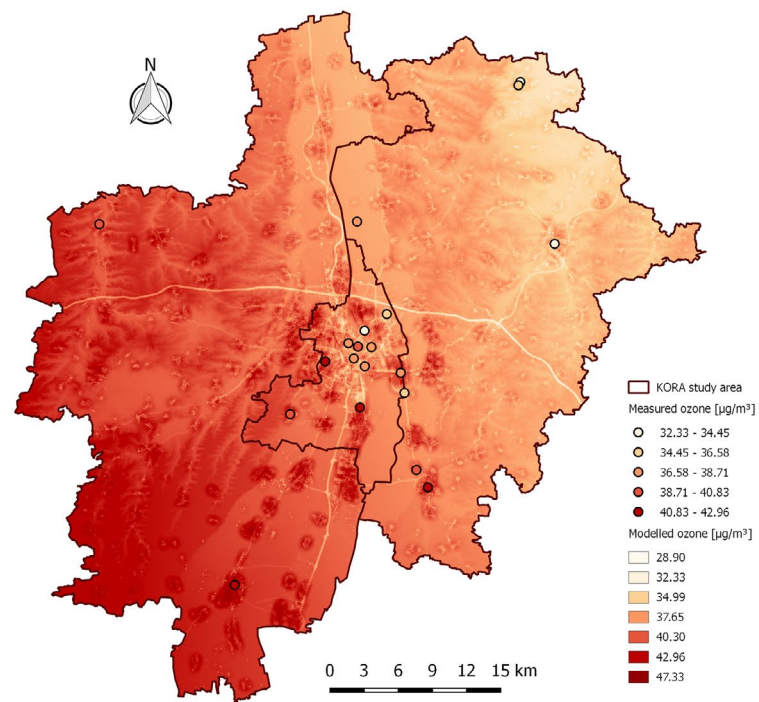 N
KORA study area
Measured ozone [µg/m³]
32.33 - 34.45
34.45 - 36.58
36.58 - 38.71
38.71 - 40.83
40.83 - 42.96
Modelled ozone [µg/m³]
28.90
32.33
34.99
37.65
40.30
42.96
47.33
0 3 6 9 12 15 km